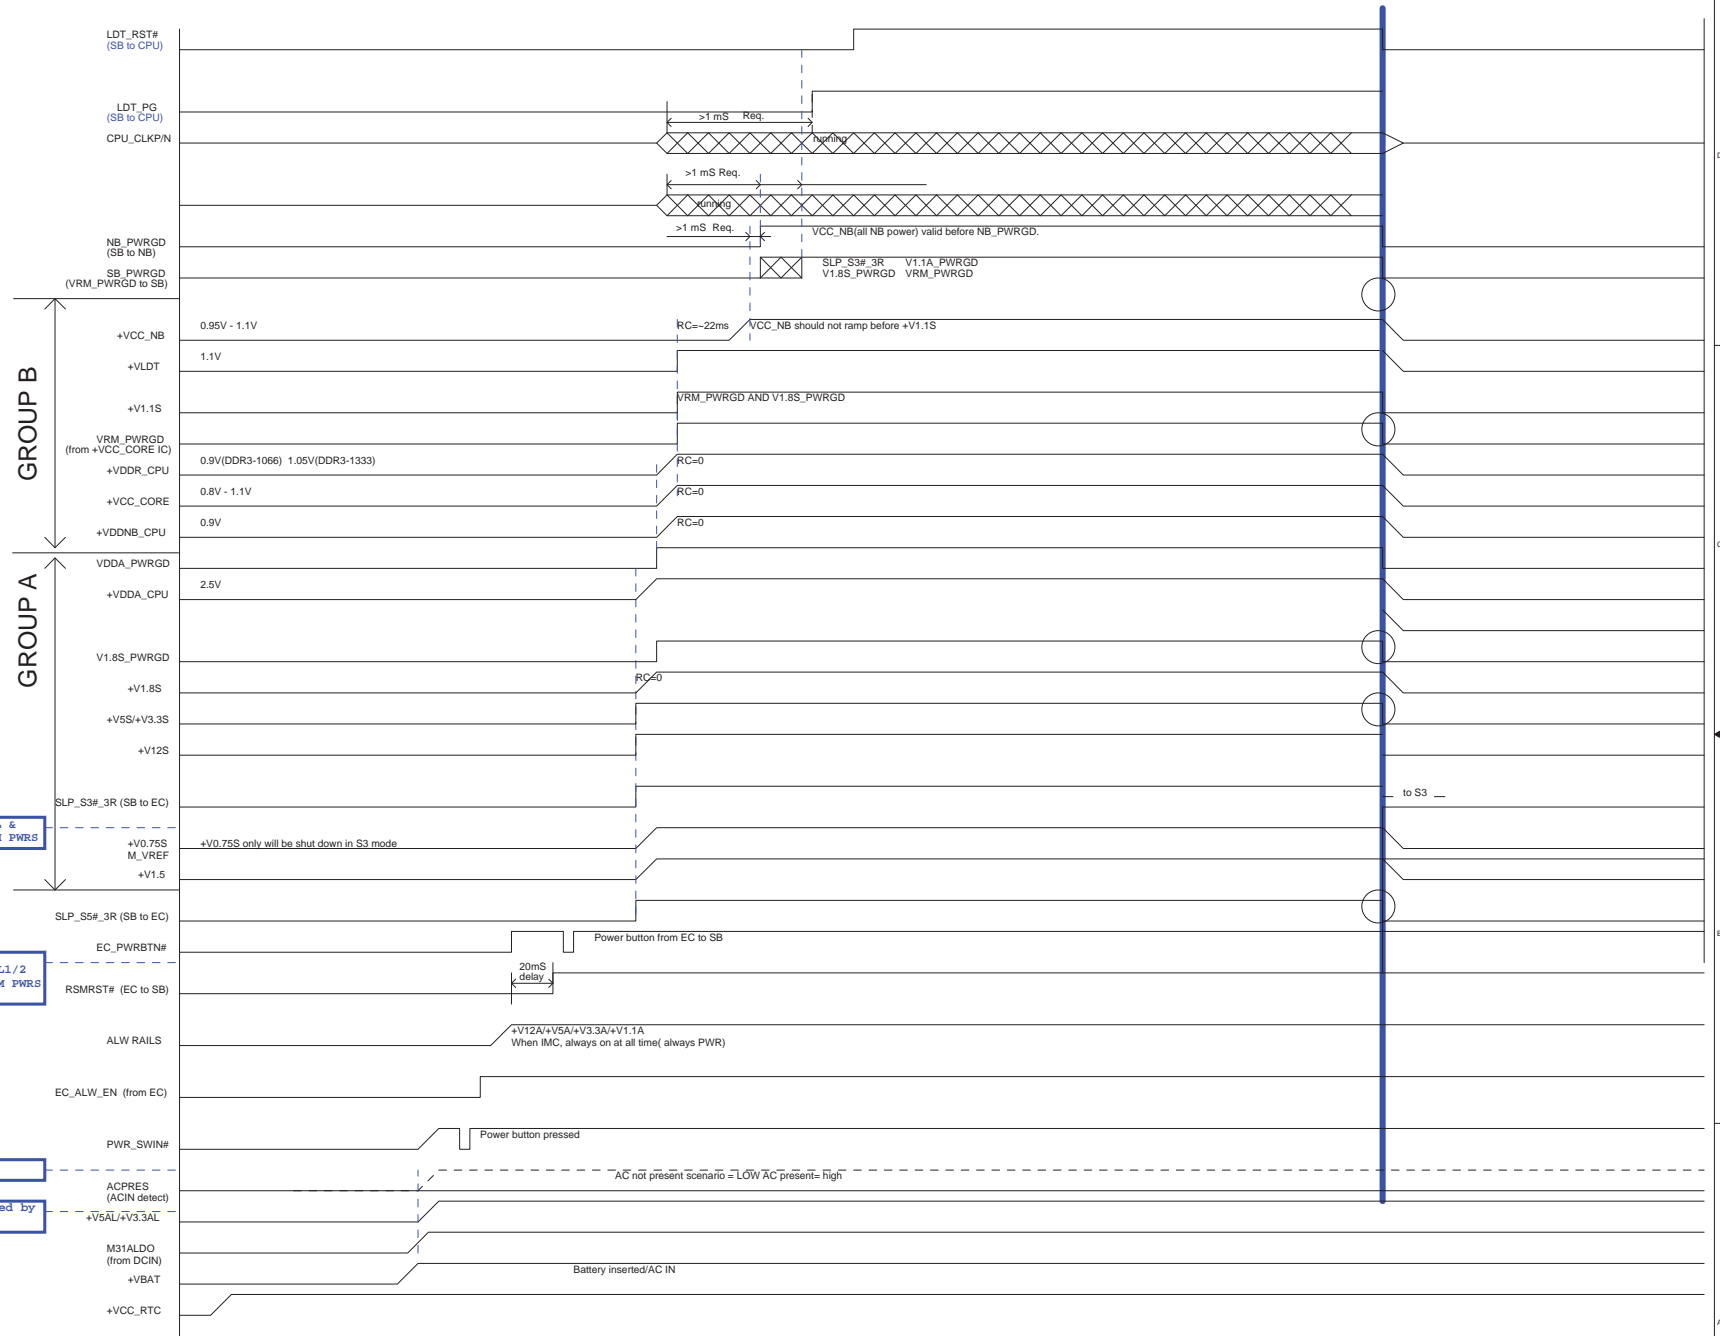 LDT_RST#
(SB to CPU)
LDT_PG
(SB to CPU)
>1 mS Req.
CPU_CLKP/N
running
>1 mS Req.
running
>1 mS Req.
VCC_NB(all NB power) valid before NB_PWRGD.
NB_PWRGD
(SB to NB)
SLP_S3#_3R V1.1A_PWRGD
V1.8S_PWRGD VRM_PWRGD
SB_PWRGD
(VRM_PWRGD to SB)
GROUP B
+VCC_NB
0.95V - 1.1V
RC=~22ms
VCC_NB should not ramp before +V1.1S
+VLDT
1.1V
+V1.1S
VRM_PWRGD AND V1.8S_PWRGD
VRM_PWRGD
(from +VCC_CORE IC)
+VDDR_CPU
0.9V(DDR3-1066) 1.05V(DDR3-1333)
RC=0
+VCC_CORE
0.8V - 1.1V
RC=0
+VDDNB_CPU
0.9V
RC=0
GROUP A
VDDA_PWRGD
+VDDA_CPU
2.5V
V1.8S_PWRGD
+V1.8S
RC=0
+V5S/+V3.3S
+V12S
SLP_S3#_3R (SB to EC)
to S3
&
PWRS
+V0.75S
M_VREF
+V0.75S only will be shut down in S3 mode
+V1.5
SLP_S5#_3R (SB to EC)
EC_PWRBTN#
Power button from EC to SB
L1/2
M PWRS
20mS
delay
RSMRST# (EC to SB)
ALW RAILS
+V12A/+V5A/+V3.3A/+V1.1A
When IMC, always on at all time( always PWR)
EC_ALW_EN (from EC)
PWR_SWIN#
Power button pressed
ACPRES
(ACIN detect)
AC not present scenario = LOW AC present= high
ed by
+V5AL/+V3.3AL
M31ALDO
(from DCIN)
+VBAT
Battery inserted/AC IN
+VCC_RTC